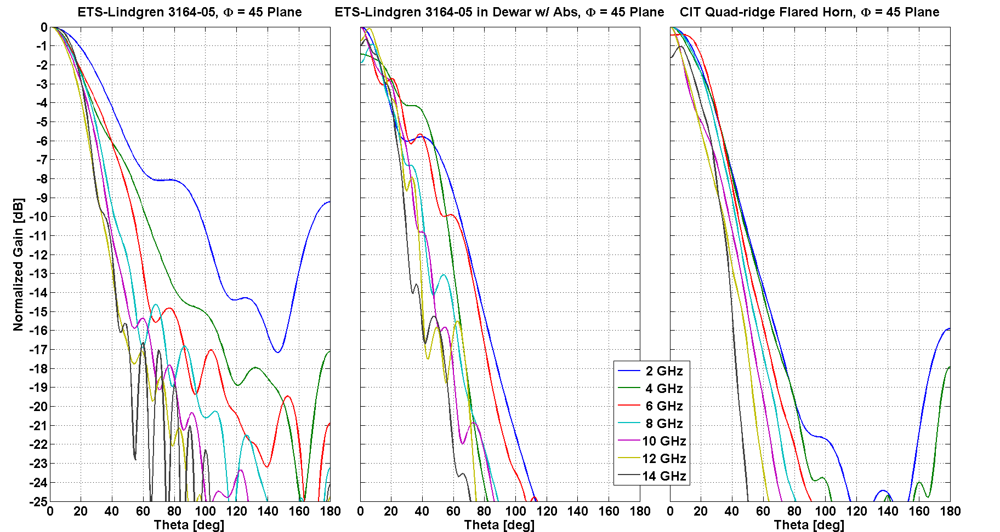 ETS-Lindgren 3164-05, Φ = 45 Plane
ETS-Lindgren 3164-05 in Dewar w/ Abs, Φ = 45 Plane
CIT Quad-ridge Flared Horn, Φ = 45 Plane
Normalized Gain [dB]
0
-1
-2
-3
-4
-5
-6
-7
-8
-9
-10
-11
-12
-13
-14
-15
-16
-17
-18
-19
-20
-21
-22
-23
-24
-25
0 20 40 60 80 100 120 140 160 180
Theta [deg]
0 20 40 60 80 100 120 140 160 180
Theta [deg]
2 GHz
4 GHz
6 GHz
8 GHz
10 GHz
12 GHz
14 GHz
0 20 40 60 80 100 120 140 160 180
Theta [deg]